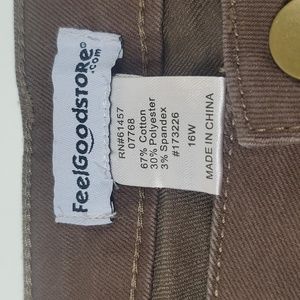 FeelGoodSTORE®
.com
RN#61457
07768
67% Cotton
30% Polyester
3% Spandex
#173226
16W
MADE IN CHINA